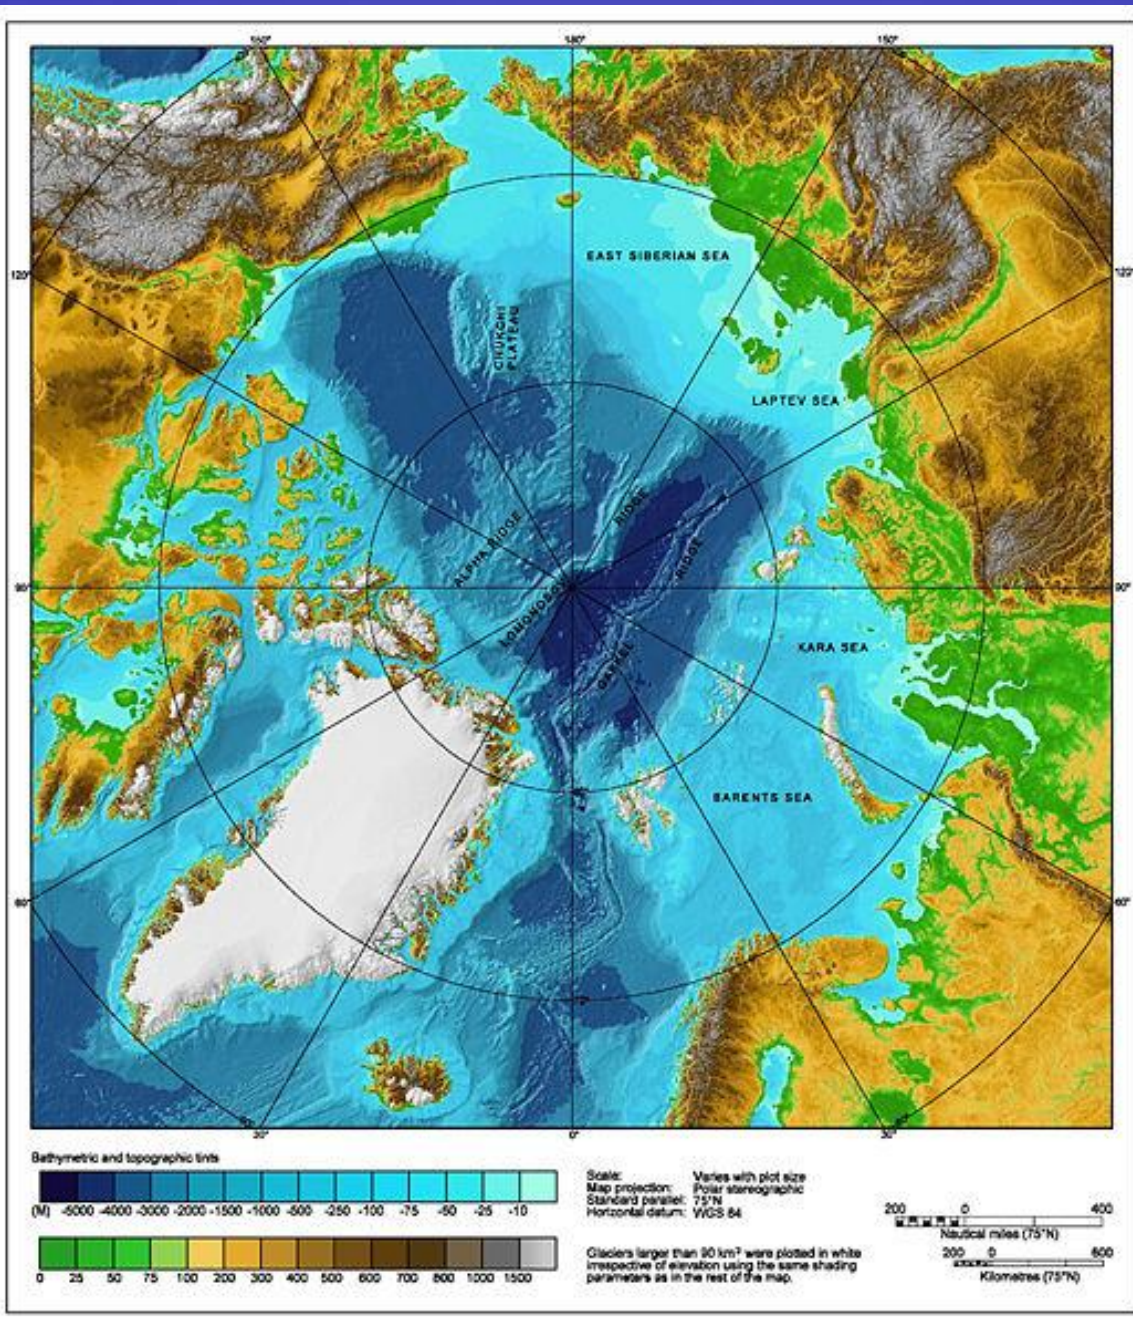 150°
180°
150°
120°
120°
EAST SIBERIAN SEA
CHUKCHI
PLATEAU
LAPTEV SEA
ALPHA RIDGE
RIDGE
RIDGE
90°
90°
LOMONOSOV
GAKKEL
KARA SEA
BARENTS SEA
60°
60°
30°
0°
30°
Bathymetric and topographic tints
(M) -5000 -4000 -3000 -2000 -1500 -1000 -500 -250 -100 -75 -50 -25 -10
0 25 50 75 100 200 300 400 500 600 700 800 1000 1500
Scale: Varies with plot size
Map projection: Polar stereographic
Standard parallel: 75°N
Horizontal datum: WGS 84
Glaciers larger than 90 km² were plotted in white
irrespective of elevation using the same shading
parameters as in the rest of the map.
200 0 400
Nautical miles (75°N)
200 0 600
Kilometres (75°N)